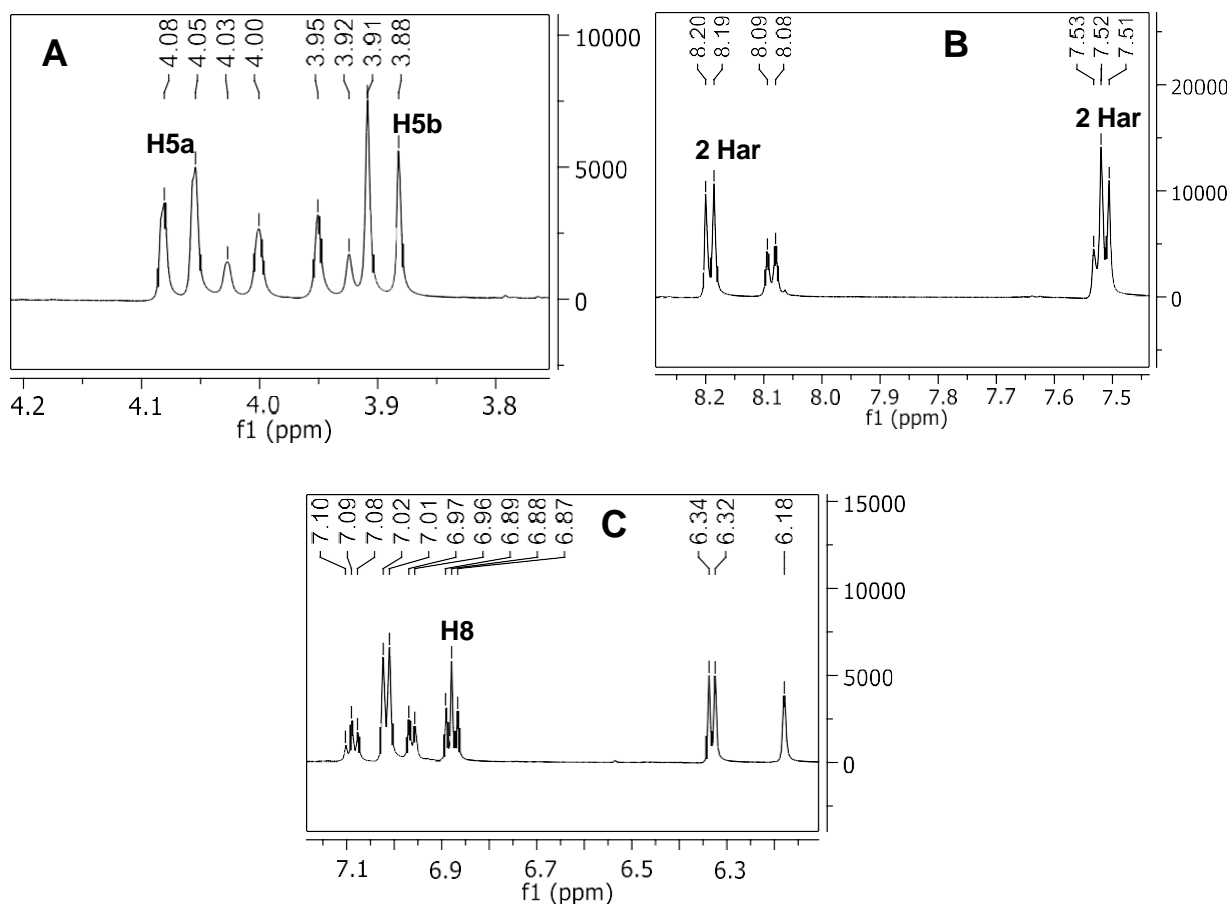 A
4.08
4.05
4.03
4.00
3.95
3.92
3.91
3.88
H5a
H5b
10000
5000
0
4.2 4.1 4.0 3.9 3.8
f1 (ppm)
B
8.20
8.19
8.09
8.08
7.53
7.52
7.51
2 Har
2 Har
20000
10000
0
8.2 8.1 8.0 7.9 7.8 7.7 7.6 7.5
f1 (ppm)
C
7.10
7.09
7.08
7.02
7.01
6.97
6.96
6.89
6.88
6.87
6.34
6.32
6.18
H8
15000
10000
5000
0
7.1 6.9 6.7 6.5 6.3
f1 (ppm)